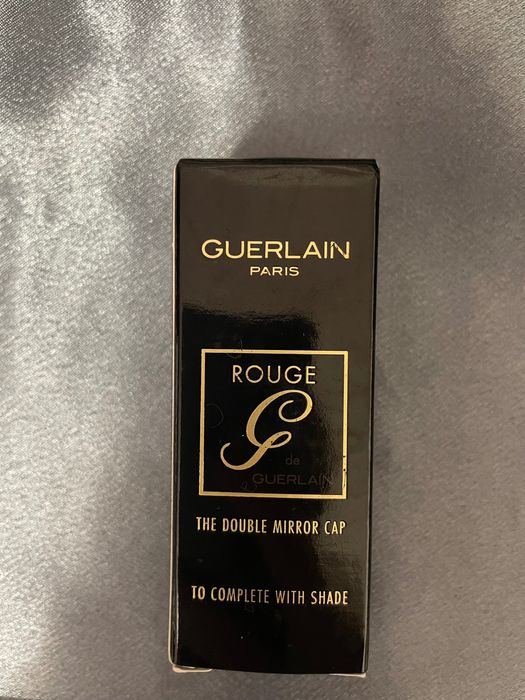 GUERLAIN
PARIS
ROUGE
G
de
GUERLAIN
THE DOUBLE MIRROR CAP
TO COMPLETE WITH SHADE